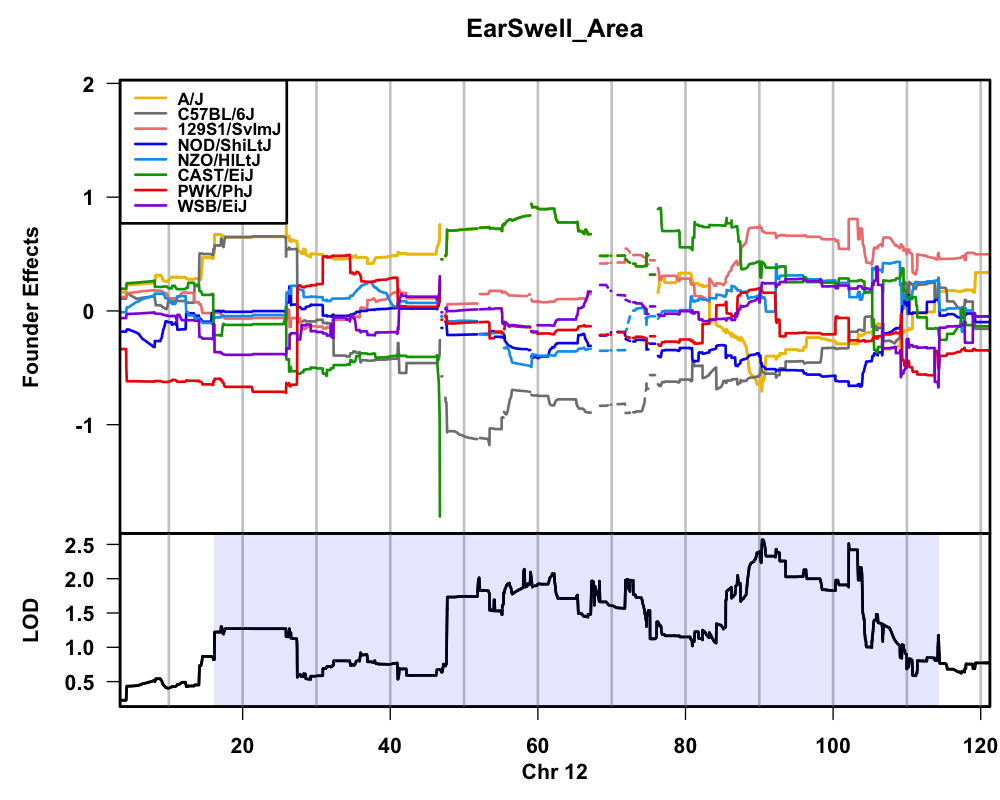 EarSwell_Area
2
1
0
-1
Founder Effects
A/J
C57BL/6J
129S1/SvImJ
NOD/ShiLtJ
NZO/HlLtJ
CAST/EiJ
PWK/PhJ
WSB/EiJ
2.5
2.0
1.5
1.0
0.5
LOD
20 40 60 80 100 120
Chr 12